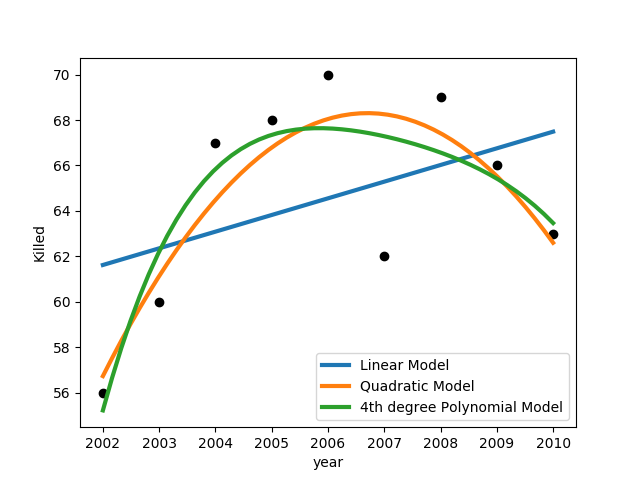 70
68
66
64
62
60
58
56
Killed
Linear Model
Quadratic Model
4th degree Polynomial Model
2002 2003 2004 2005 2006 2007 2008 2009 2010
year